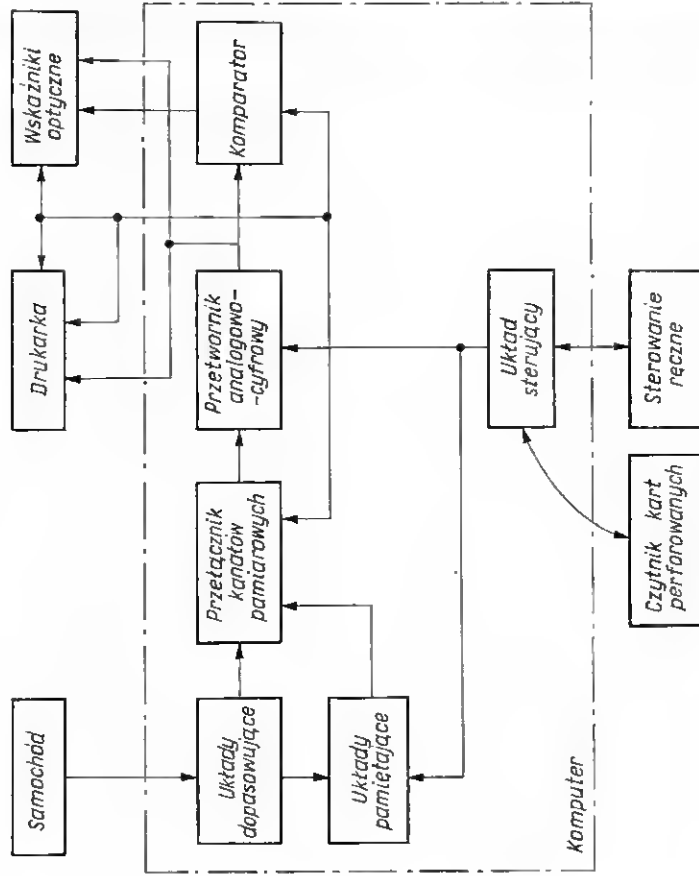 Samochód
Drukarka
Wskaźniki
optyczne
Układy
dopasowujące
Przełącznik
kanałów
pamiarowych
Przetwornik
analogowo-
-cyfrowy
Komparator
Układy
pamiętające
Układ
sterujący
Komputer
Czytnik kart
perforowanych
Sterowanie
ręczne